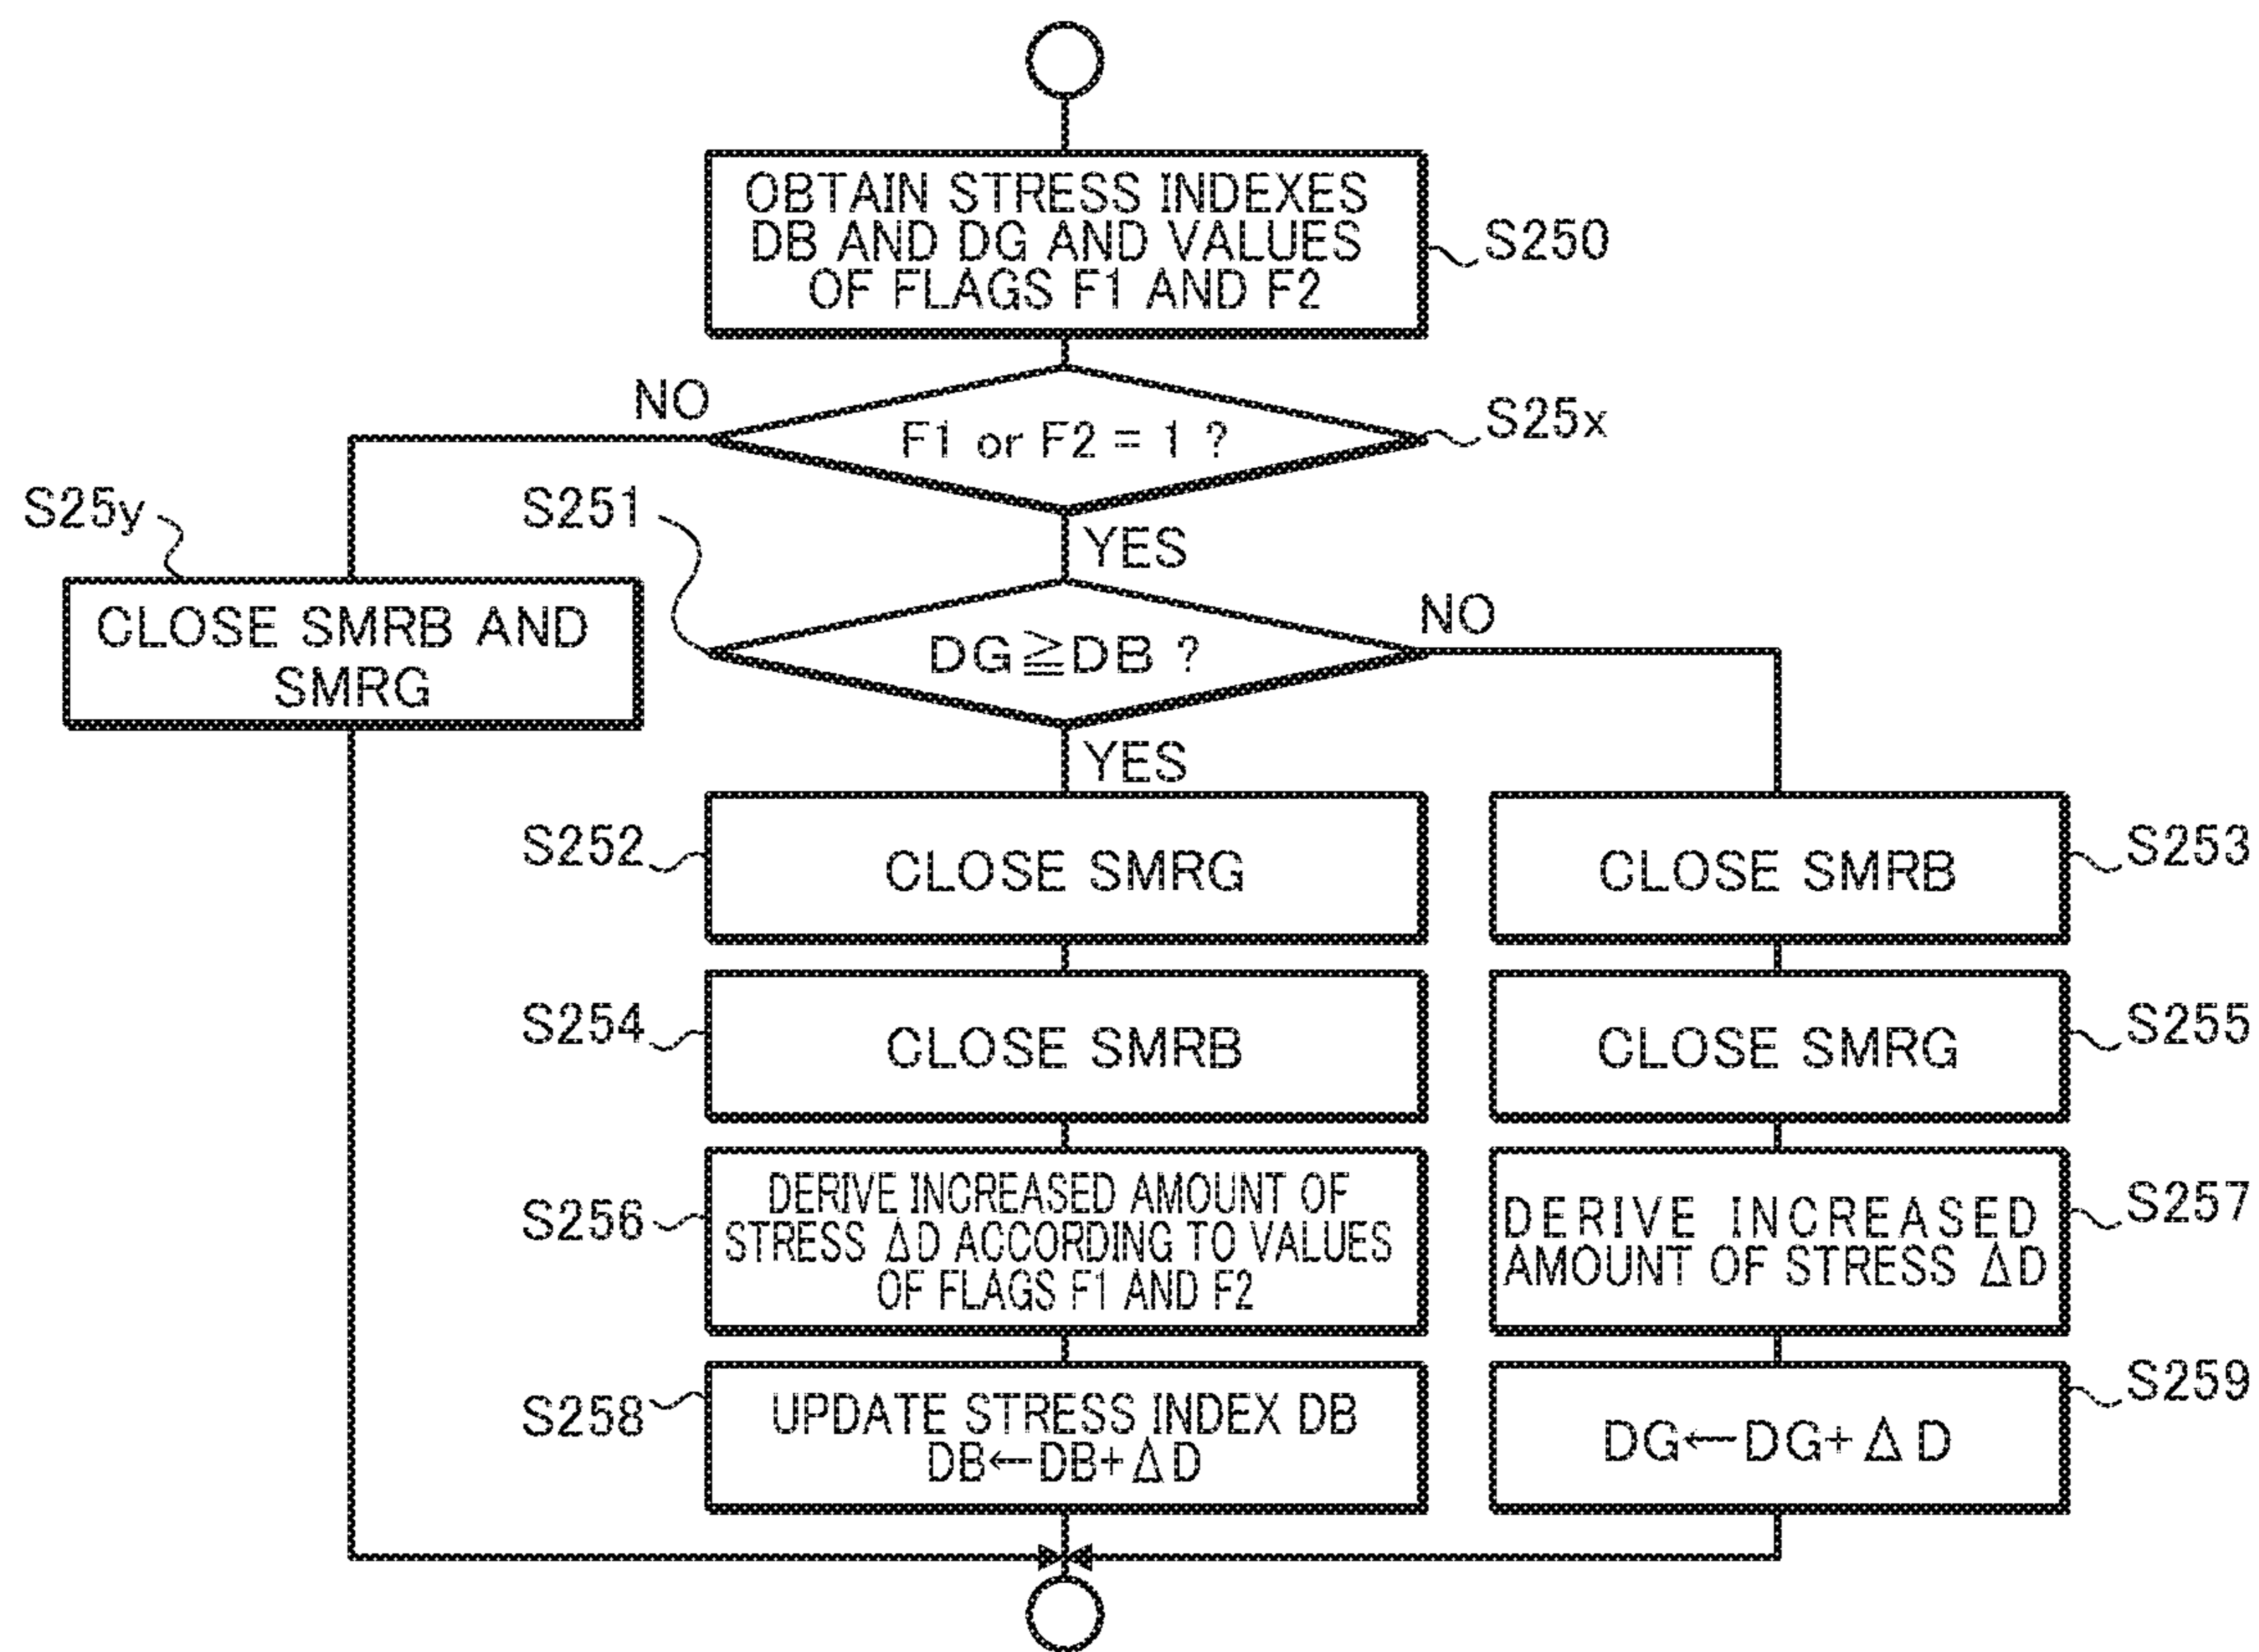 OBTAIN STRESS INDEXES
DB AND DG AND VALUES
OF FLAGS F1 AND F2
S250
NO
F1 or F2 = 1 ?
S25x
S25y
S251
YES
CLOSE SMRB AND
SMRG
DG≧DB ?
NO
YES
S252
CLOSE SMRG
CLOSE SMRB
S253
S254
CLOSE SMRB
CLOSE SMRG
S255
S256
DERIVE INCREASED AMOUNT OF
STRESS ΔD ACCORDING TO VALUES
OF FLAGS F1 AND F2
DERIVE INCREASED
AMOUNT OF STRESS ΔD
S257
S258
UPDATE STRESS INDEX DB
DB←DB+ΔD
DG←DG+ΔD
S259